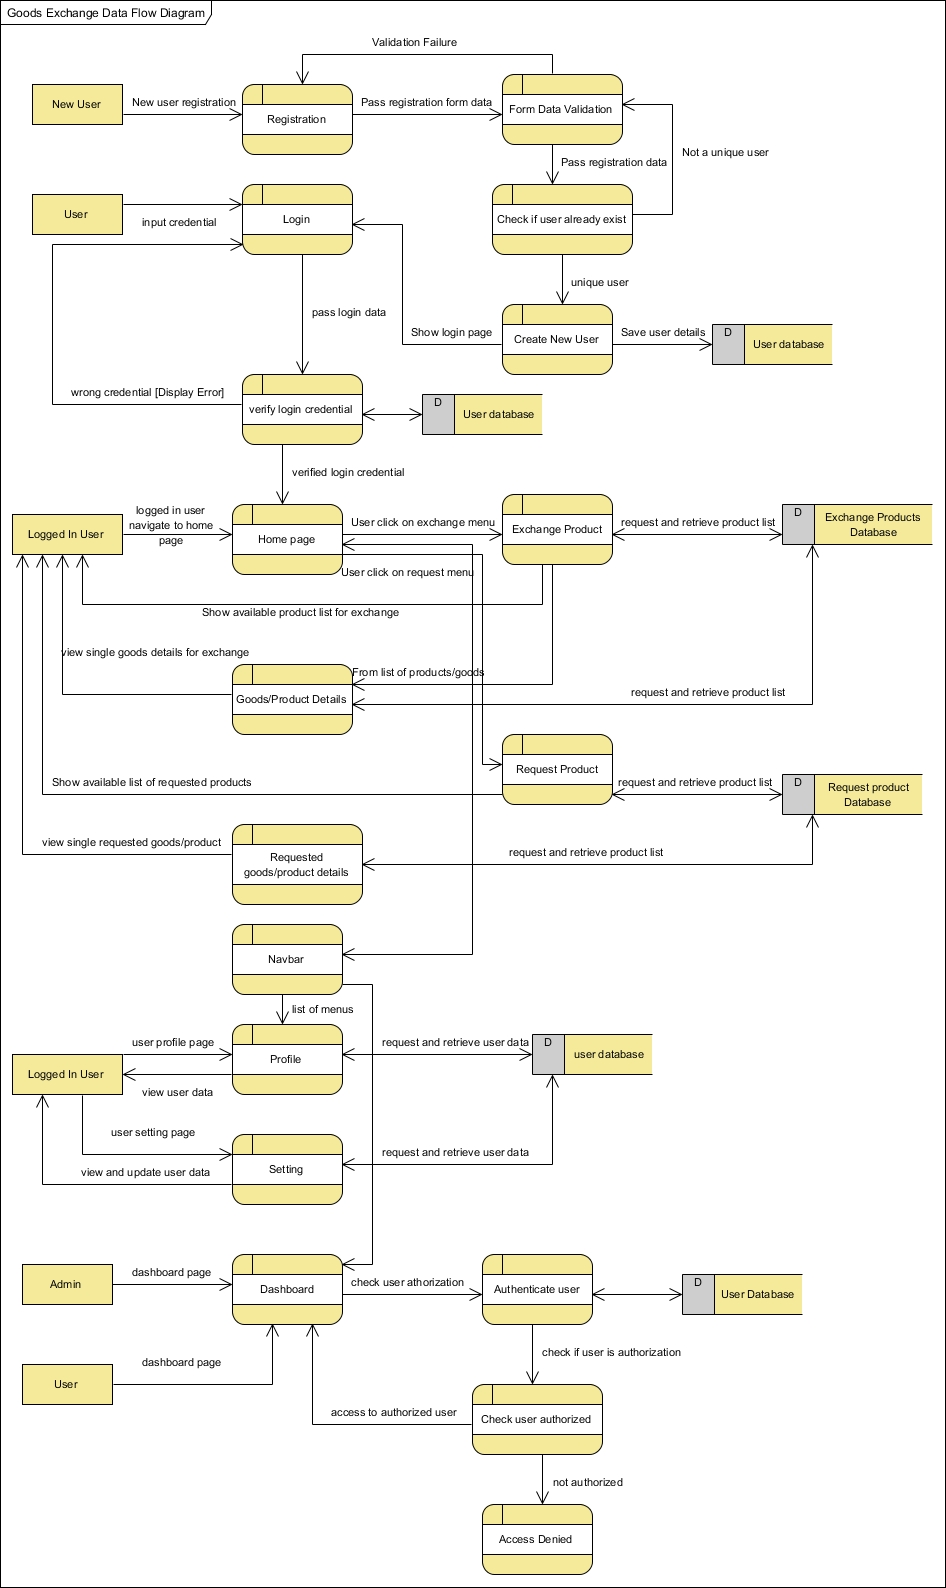 Goods Exchange Data Flow Diagram
Validation Failure
New User
New user registration
Registration
Pass registration form data
Form Data Validation
Not a unique user
Pass registration data
User
input credential
Login
Check if user already exist
unique user
pass login data
Show login page
Create New User
Save user details
D
User database
wrong credential [Display Error]
verify login credential
D
User database
verified login credential
Logged In User
logged in user
navigate to home
page
Home page
User click on exchange menu
Exchange Product
request and retrieve product list
D
Exchange Products
Database
User click on request menu
Show available product list for exchange
view single goods details for exchange
From list of products/goods
Goods/Product Details
request and retrieve product list
Request Product
Show available list of requested products
request and retrieve product list
D
Request product
Database
view single requested goods/product
Requested
goods/product details
request and retrieve product list
Navbar
list of menus
Logged In User
user profile page
Profile
request and retrieve user data
D
user database
view user data
user setting page
Setting
request and retrieve user data
view and update user data
Admin
dashboard page
Dashboard
check user athorization
Authenticate user
D
User Database
User
dashboard page
check if user is authorization
access to authorized user
Check user authorized
not authorized
Access Denied